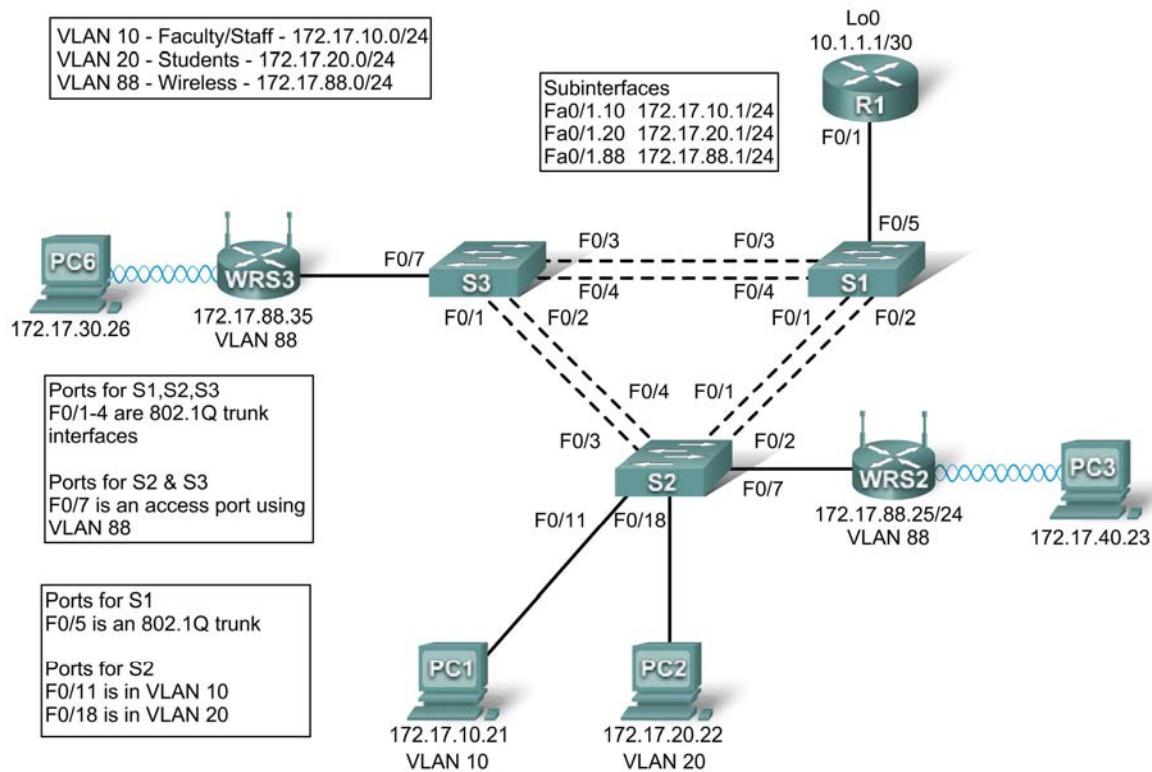 VLAN 10 - Faculty/Staff - 172.17.10.0/24
VLAN 20 - Students - 172.17.20.0/24
VLAN 88 - Wireless - 172.17.88.0/24
Lo0
10.1.1.1/30
R1
F0/1
Subinterfaces
Fa0/1.10 172.17.10.1/24
Fa0/1.20 172.17.20.1/24
Fa0/1.88 172.17.88.1/24
F0/5
PC6
172.17.30.26
WRS3
172.17.88.35
VLAN 88
F0/7
S3
F0/3
F0/3
F0/4
F0/4
S1
F0/1
F0/2
F0/1
F0/2
Ports for S1,S2,S3
F0/1-4 are 802.1Q trunk
interfaces
Ports for S2 & S3
F0/7 is an access port using
VLAN 88
F0/4
F0/1
F0/3
F0/2
S2
F0/7
WRS2
172.17.88.25/24
VLAN 88
PC3
172.17.40.23
F0/11
F0/18
Ports for S1
F0/5 is an 802.1Q trunk
Ports for S2
F0/11 is in VLAN 10
F0/18 is in VLAN 20
PC1
172.17.10.21
VLAN 10
PC2
172.17.20.22
VLAN 20